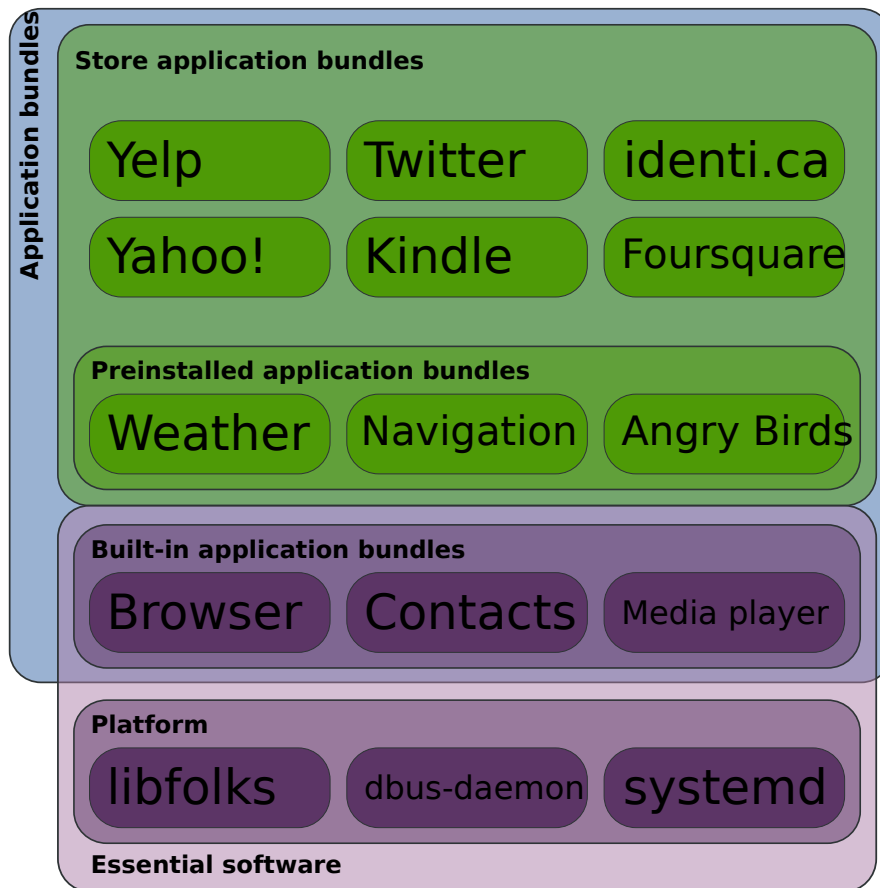 Application bundles
Store application bundles
Yelp
Twitter
identi.ca
Yahoo!
Kindle
Foursquare
Preinstalled application bundles
Weather
Navigation
Angry Birds
Built-in application bundles
Browser
Contacts
Media player
Platform
libfolks
dbus-daemon
systemd
Essential software